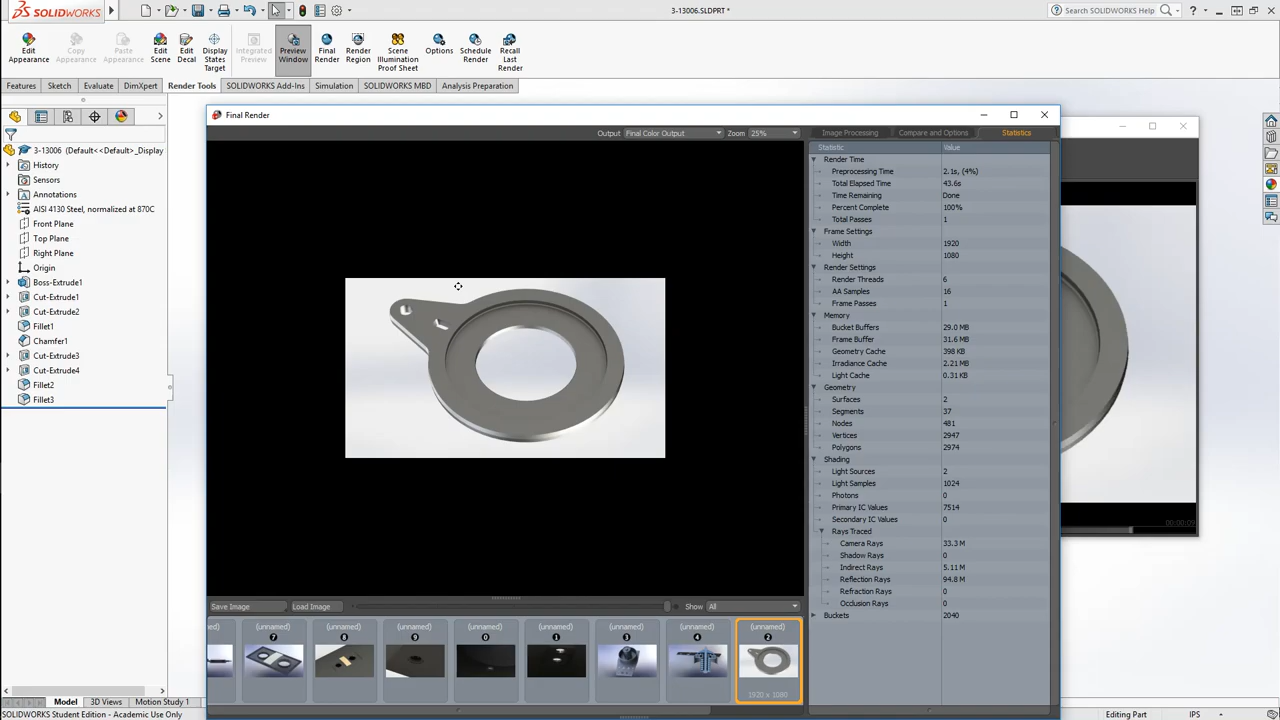 SOLIDWORKS
3-13006.SLDPRT *
Search SOLIDWORKS Help
Edit Appearance
Copy Appearance
Paste Appearance
Edit Scene
Edit Decal
Display States Target
Integrated Preview
Preview Window
Final Render
Render Region
Scene Illumination Proof Sheet
Options
Schedule Render
Recall Last Render
Features Sketch Evaluate DimXpert Render Tools SOLIDWORKS Add-Ins Simulation SOLIDWORKS MBD Analysis Preparation
3-13006 (Default<<Default>_Display
History
Sensors
Annotations
AISI 4130 Steel, normalized at 870C
Front Plane
Top Plane
Right Plane
Origin
Boss-Extrude1
Cut-Extrude1
Cut-Extrude2
Fillet1
Chamfer1
Cut-Extrude3
Cut-Extrude4
Fillet2
Fillet3
Final Render
Output Final Color Output Zoom 25%
Image Processing Compare and Options Statistics
Statistic Value
Render Time
Preprocessing Time 2.1s, (4%)
Total Elapsed Time 43.6s
Time Remaining Done
Percent Complete 100%
Total Passes 1
Frame Settings
Width 1920
Height 1080
Render Settings
Render Threads 6
AA Samples 16
Frame Passes 1
Memory
Bucket Buffers 29.0 MB
Frame Buffer 31.6 MB
Geometry Cache 398 KB
Irradiance Cache 2.21 MB
Light Cache 0.31 KB
Geometry
Surfaces 2
Segments 37
Nodes 481
Vertices 2947
Polygons 2974
Shading
Light Sources 2
Light Samples 1024
Photons 0
Primary IC Values 7514
Secondary IC Values 0
Rays Traced
Camera Rays 33.3 M
Shadow Rays 0
Indirect Rays 5.11 M
Reflection Rays 94.8 M
Refraction Rays 0
Occlusion Rays 0
Buckets 2040
00:00:09
Save Image Load Image Show All
(unnamed) (unnamed) (unnamed) (unnamed) (unnamed) (unnamed) (unnamed) (unnamed)
7 8 9 0 1 3 4 2
1920 x 1080
Model 3D Views Motion Study 1
SOLIDWORKS Student Edition - Academic Use Only
Editing Part IPS